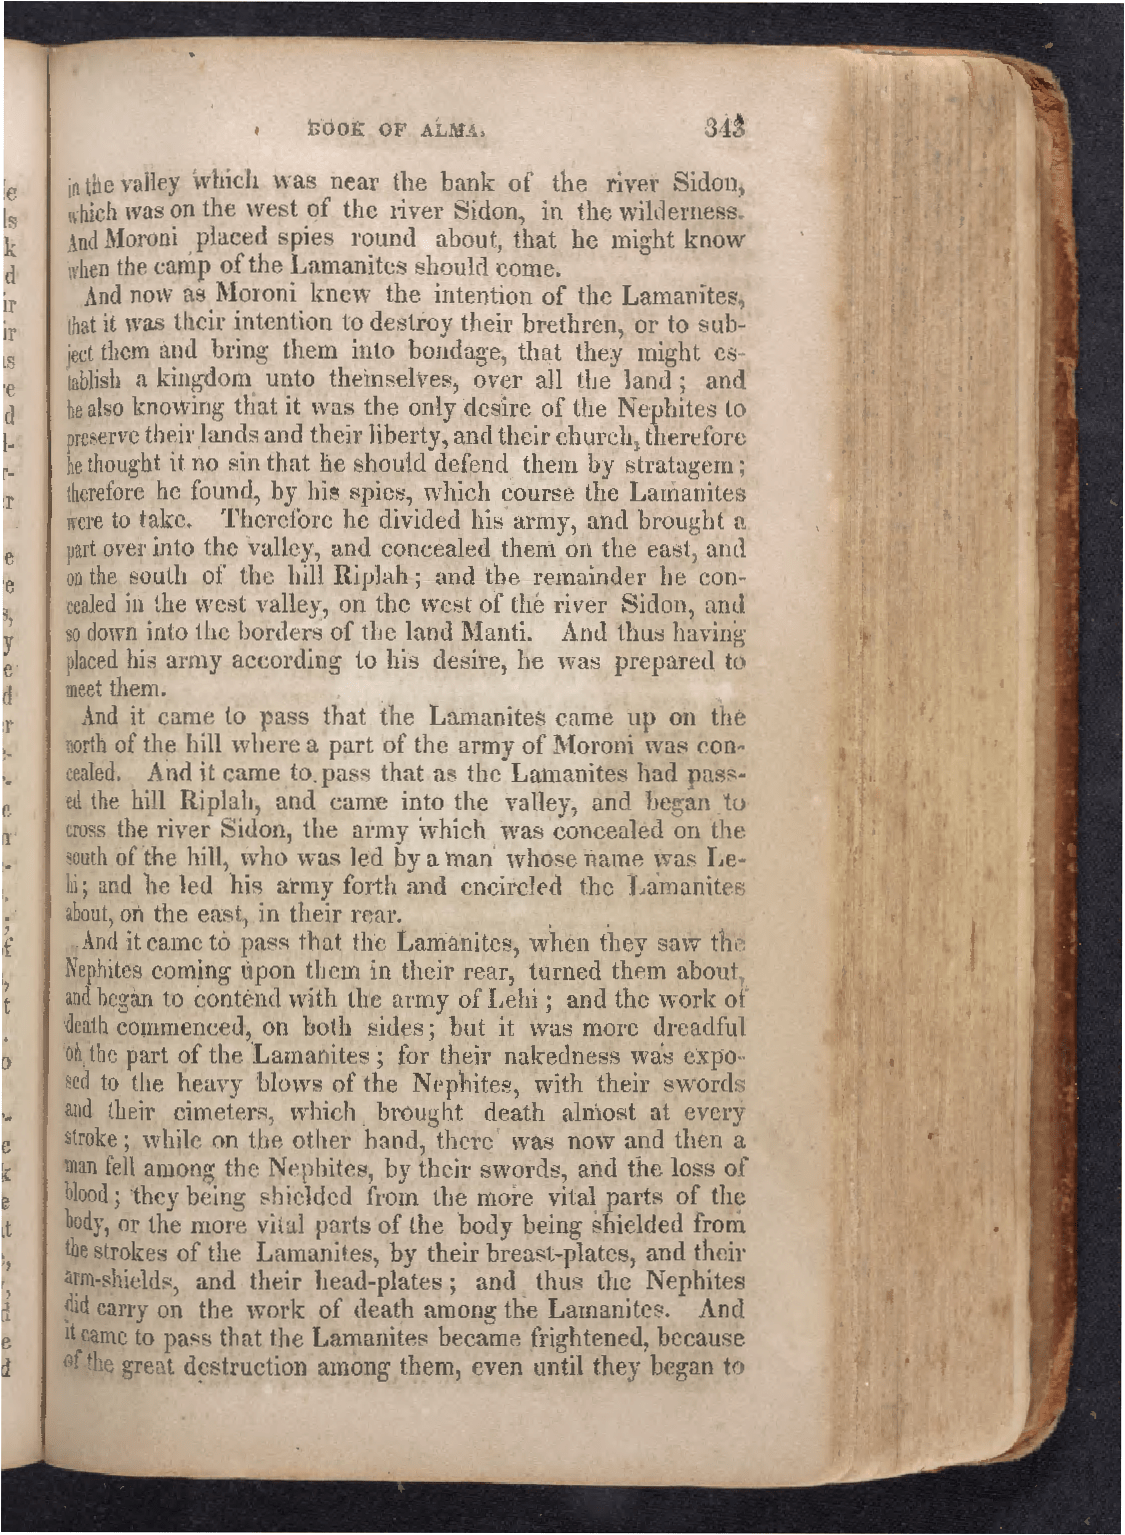 BOOK OF ALMA. 343
in the valley which was near the bank of the river Sidon,
which was on the west of the river Sidon, in the wilderness.
And Moroni placed spies round about, that he might know
when the camp of the Lamanites should come.
And now as Moroni knew the intention of the Lamanites,
that it was their intention to destroy their brethren, or to sub-
ject them and bring them into bondage, that they might es-
tablish a kingdom unto themselves, over all the land; and
he also knowing that it was the only desire of the Nephites to
preserve their lands and their liberty, and their church, therefore
he thought it no sin that he should defend them by stratagem;
therefore he found, by his spies, which course the Lamanites
were to take. Therefore he divided his army, and brought a
part over into the valley, and concealed them on the east, and
on the south of the hill Riplah; and the remainder he con-
cealed in the west valley, on the west of the river Sidon, and
so down into the borders of the land Manti. And thus having
placed his army according to his desire, he was prepared to
meet them.
And it came to pass that the Lamanites came up on the
north of the hill where a part of the army of Moroni was con-
cealed. And it came to pass that as the Lamanites had pass-
ed the hill Riplah, and came into the valley, and began to
cross the river Sidon, the army which was concealed on the
south of the hill, who was led by a man whose name was Le-
hi; and he led his army forth and encircled the Lamanites
about, on the east, in their rear.
And it came to pass that the Lamanites, when they saw the
Nephites coming upon them in their rear, turned them about,
and began to contend with the army of Lehi; and the work of
death commenced, on both sides; but it was more dreadful
on the part of the Lamanites; for their nakedness was expo-
sed to the heavy blows of the Nephites, with their swords
and their cimeters, which brought death almost at every
stroke; while on the other hand, there was now and then a
man fell among the Nephites, by their swords, and the loss of
blood; they being shielded from the more vital parts of the
body, or the more vital parts of the body being shielded from
the strokes of the Lamanites, by their breast-plates, and their
arm-shields, and their head-plates; and thus the Nephites
did carry on the work of death among the Lamanites. And
it came to pass that the Lamanites became frightened, because
of the great destruction among them, even until they began to